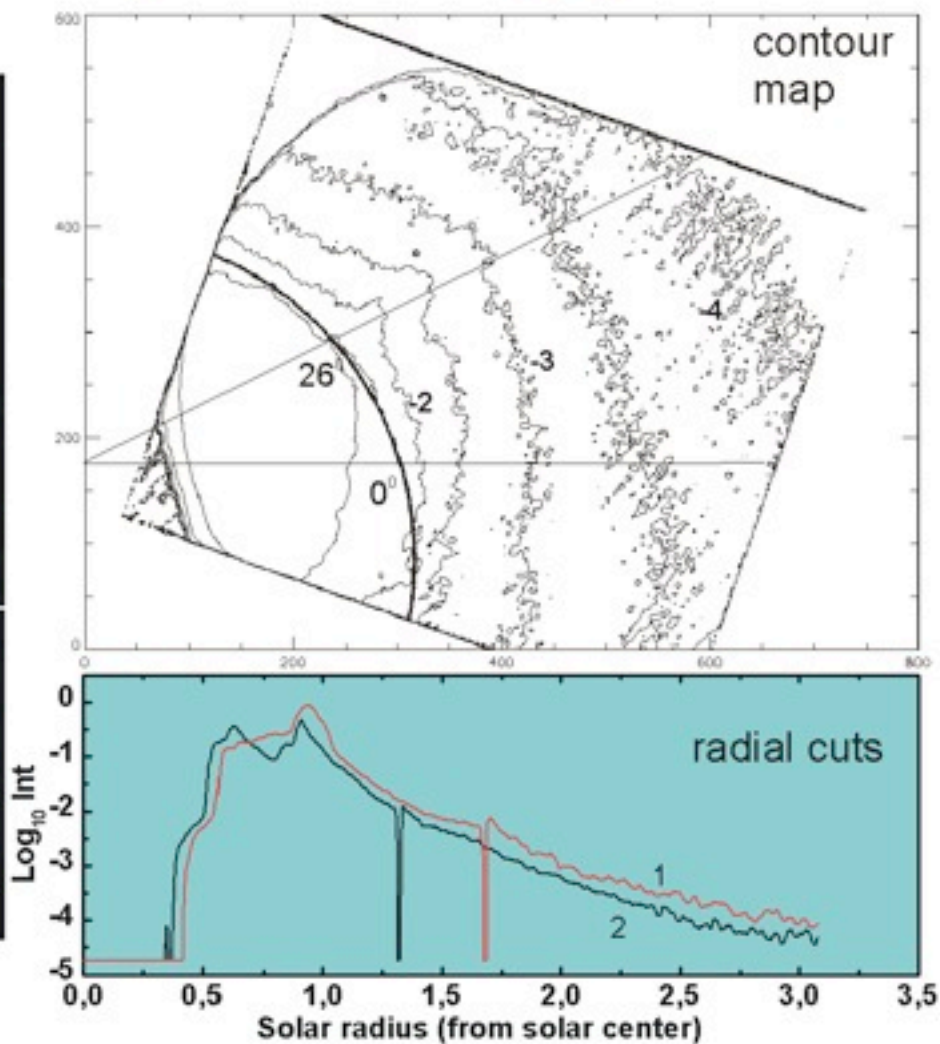 600
contour
map
400
-4
26⁰
-3
-2
200
0⁰
0
0 200 400 600 800
0
-1
-2
-3
-4
-5
Log₁₀ Int
radial cuts
1
2
0,0 0,5 1,0 1,5 2,0 2,5 3,0 3,5
Solar radius (from solar center)